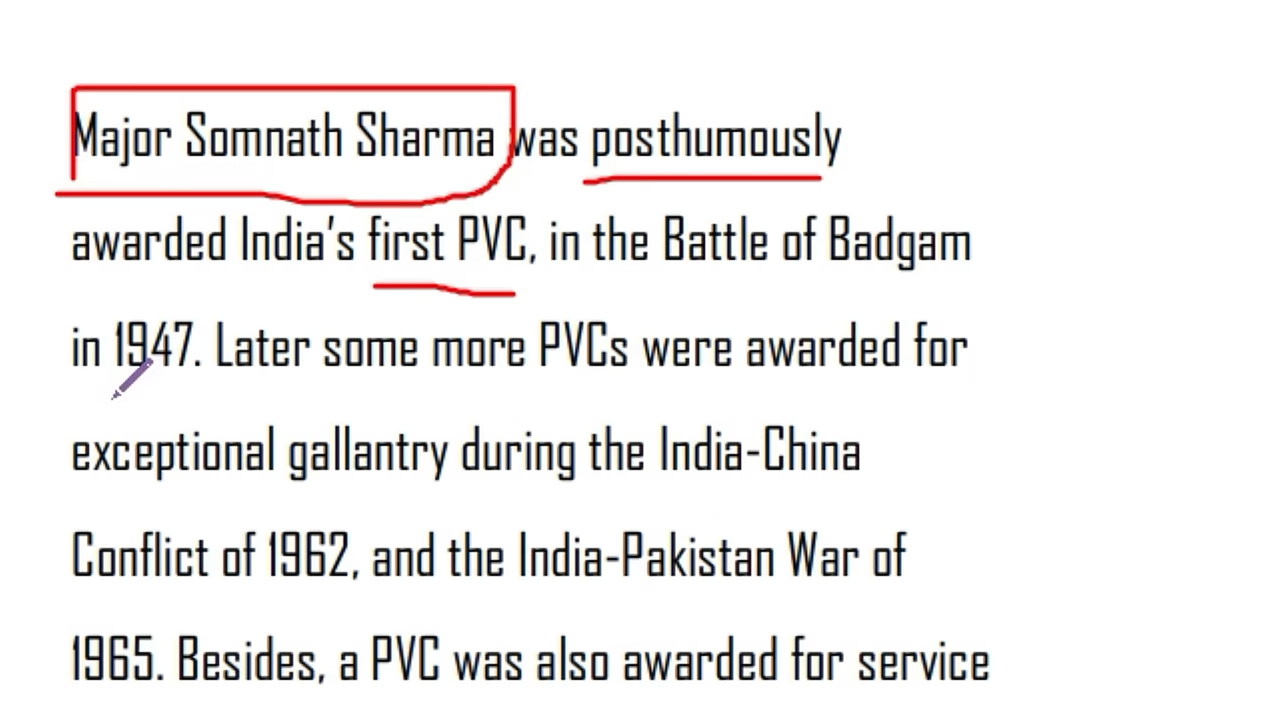 Major Somnath Sharma was posthumously
awarded India’s first PVC, in the Battle of Badgam
in 1947. Later some more PVCs were awarded for
exceptional gallantry during the India-China
Conflict of 1962, and the India-Pakistan War of
1965. Besides, a PVC was also awarded for service